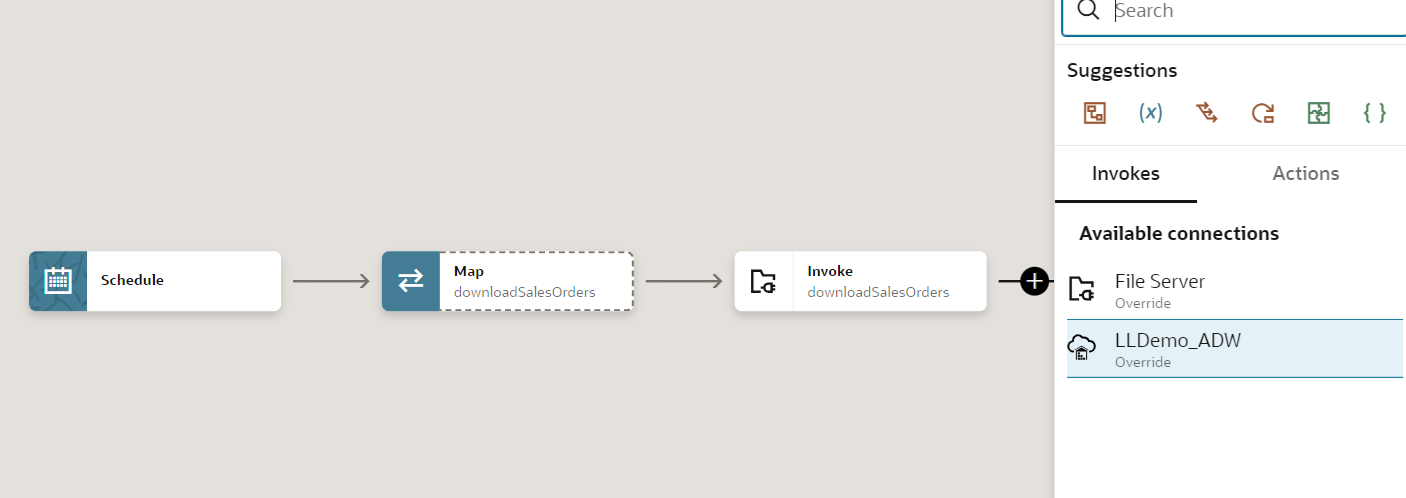 Search
Suggestions
(x)
{ }
Invokes Actions
Available connections
File Server
Override
LLDemo_ADW
Override
Schedule
Map
downloadSalesOrders
Invoke
downloadSalesOrders